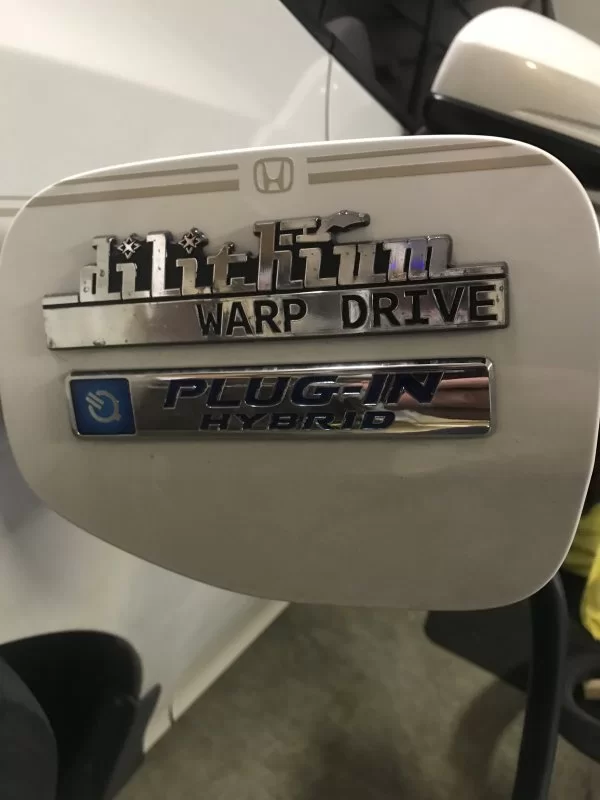 dilithium
WARP DRIVE
PLUG-IN
HYBRID